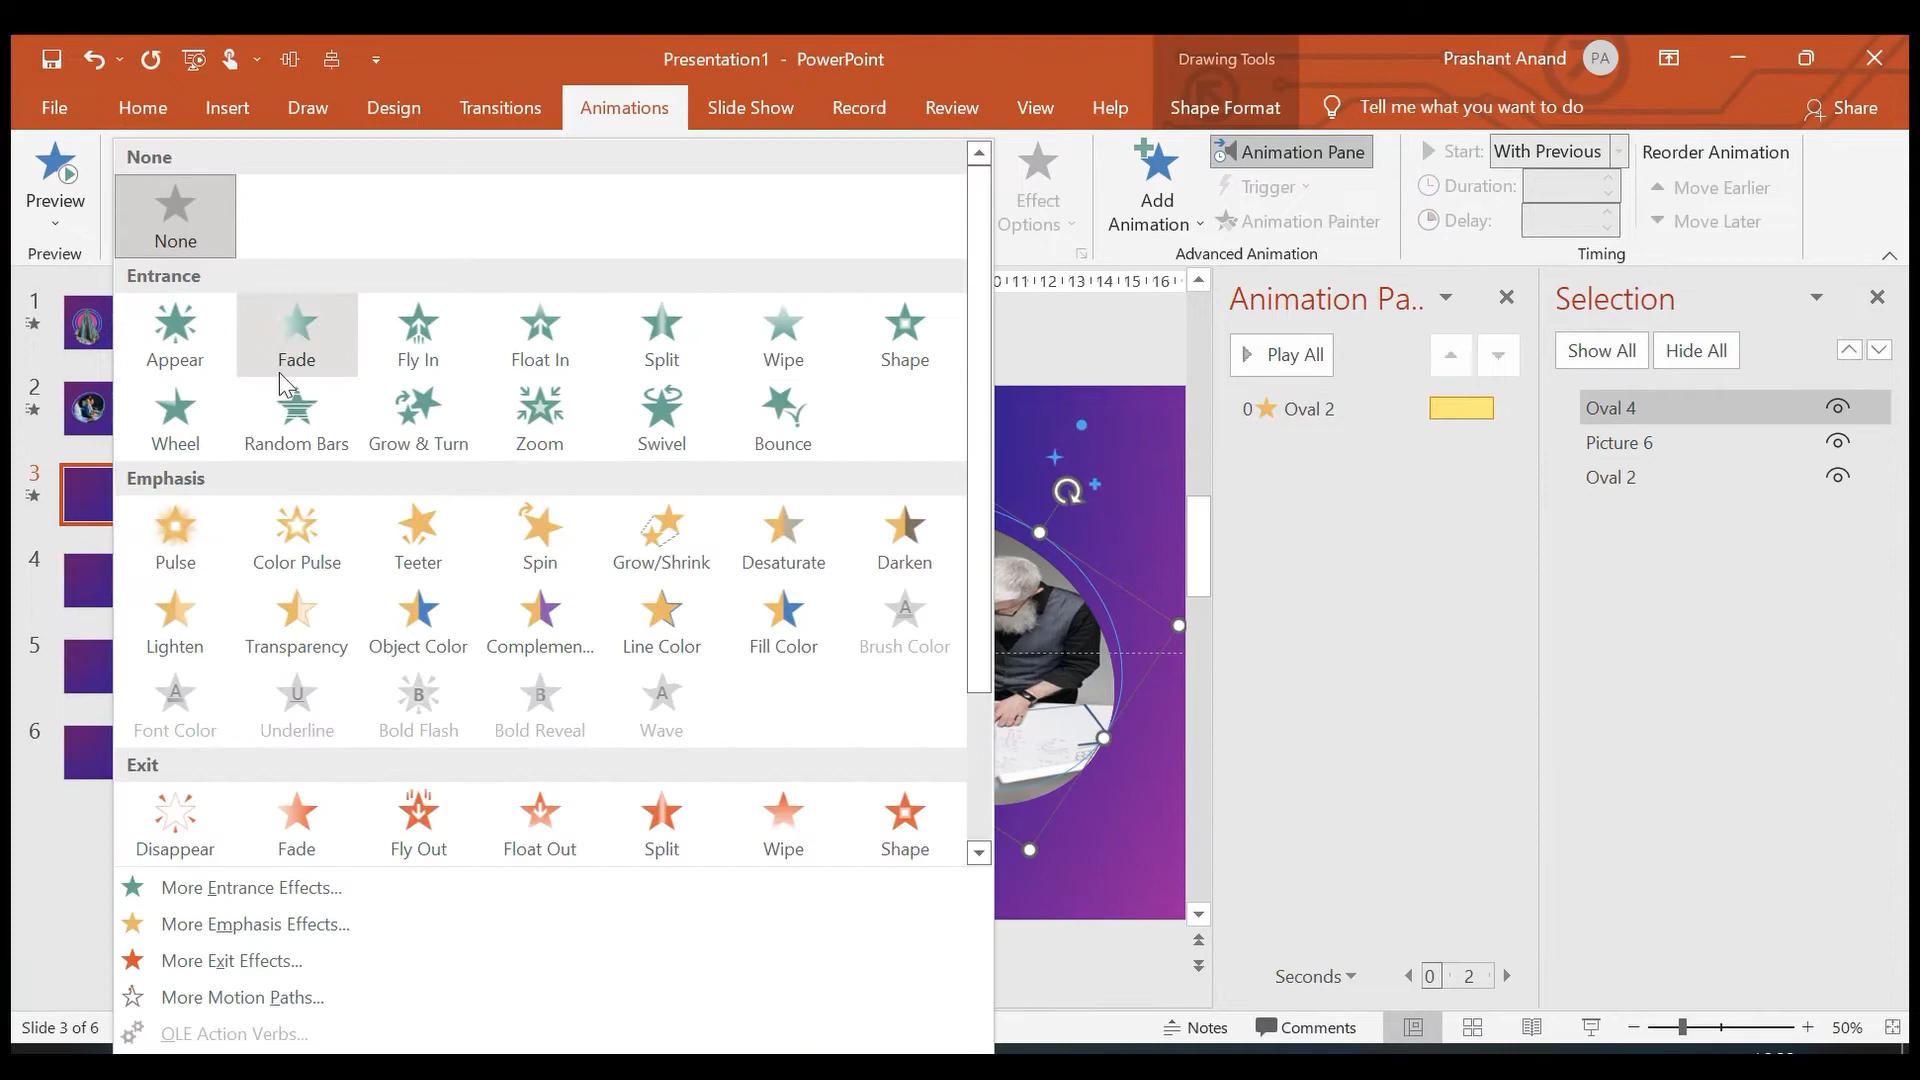 Presentation1 - PowerPoint
Drawing Tools
Prashant Anand
PA
File
Home
Insert
Draw
Design
Transitions
Animations
Slide Show
Record
Review
View
Help
Shape Format
Tell me what you want to do
Share
Preview
Preview
None
None
Entrance
Appear
Fade
Fly In
Float In
Split
Wipe
Shape
Wheel
Random Bars
Grow & Turn
Zoom
Swivel
Bounce
Emphasis
Pulse
Color Pulse
Teeter
Spin
Grow/Shrink
Desaturate
Darken
Lighten
Transparency
Object Color
Complemen...
Line Color
Fill Color
Brush Color
Font Color
Underline
Bold Flash
Bold Reveal
Wave
Exit
Disappear
Fade
Fly Out
Float Out
Split
Wipe
Shape
More Entrance Effects...
More Emphasis Effects...
More Exit Effects...
More Motion Paths...
OLE Action Verbs...
Effect
Options
Add
Animation
Animation Pane
Trigger
Animation Painter
Advanced Animation
Start: With Previous
Duration:
Delay:
Timing
Reorder Animation
Move Earlier
Move Later
1
2
3
4
5
6
11 12 13 14 15 16
Animation Pa..
Play All
0 Oval 2
Seconds
0 2
Selection
Show All
Hide All
Oval 4
Picture 6
Oval 2
Slide 3 of 6
Notes
Comments
50%